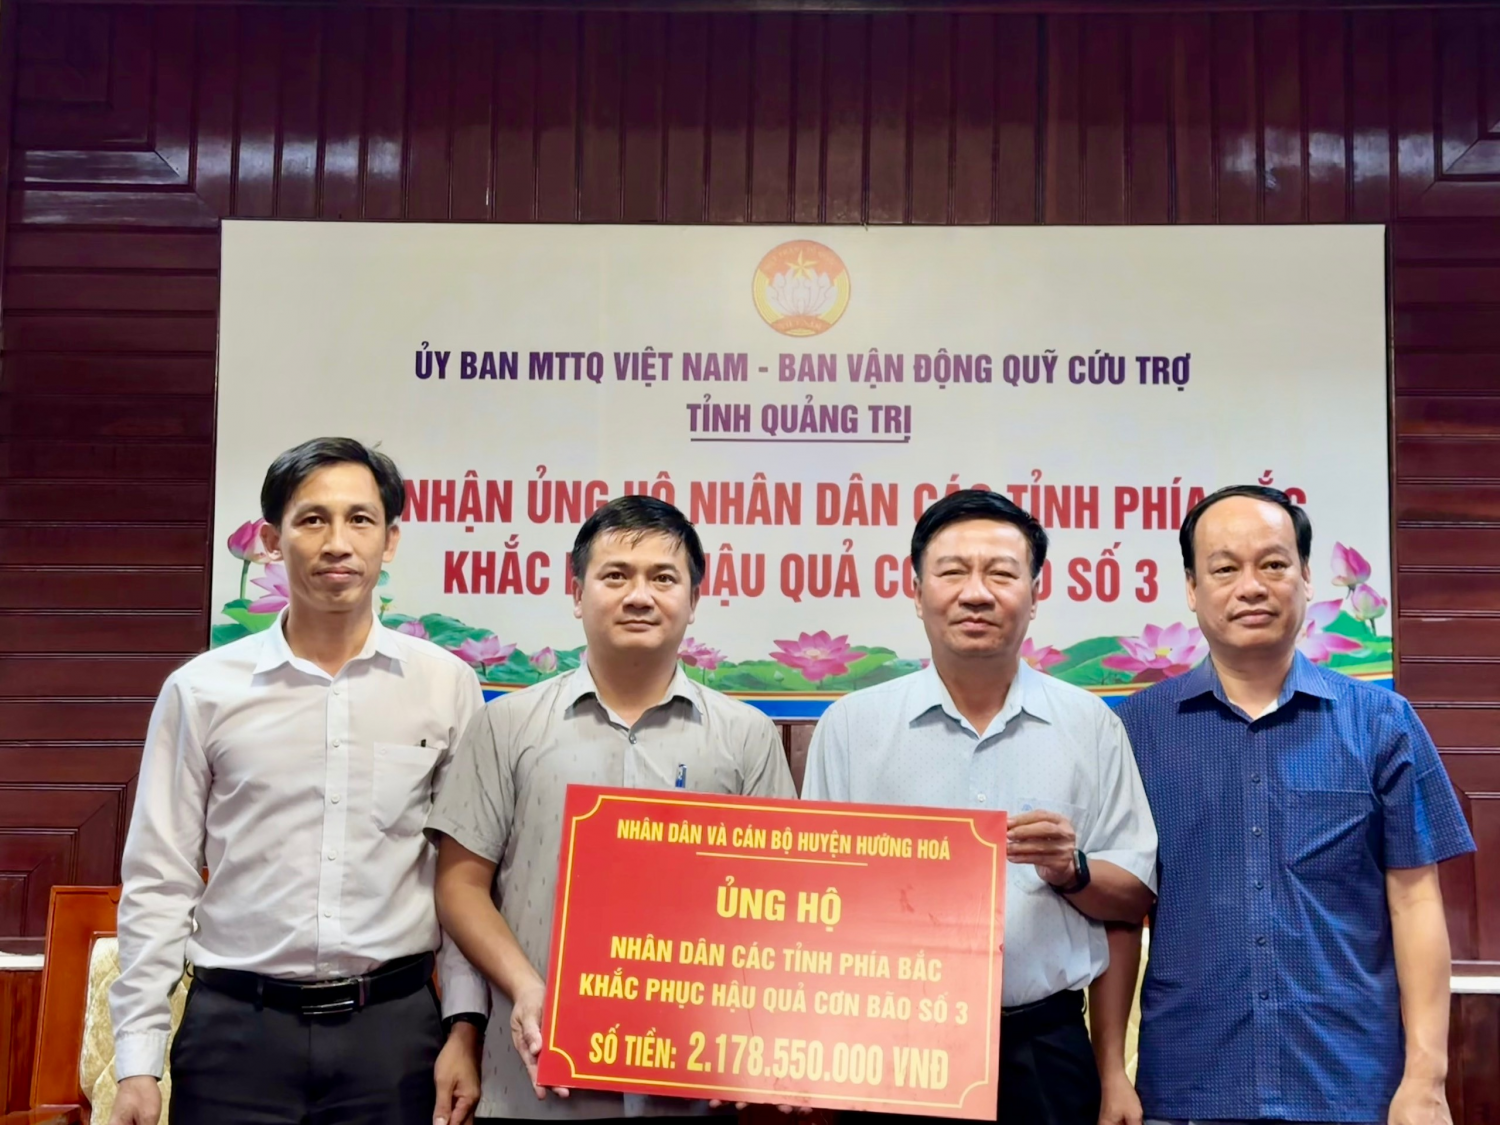 ỦY BAN MTTQ VIỆT NAM - BAN VẬN ĐỘNG QUỸ CỨU TRỢ
TỈNH QUẢNG TRỊ
NHẬN ỦNG HỘ NHÂN DÂN CÁC TỈNH PHÍA BẮC
KHẮC HẬU QUẢ CƠN BÃO SỐ 3
NHÂN DÂN VÀ CÁN BỘ HUYỆN HƯỚNG HOÁ
ỦNG HỘ
NHÂN DÂN CÁC TỈNH PHÍA BẮC
KHẮC PHỤC HẬU QUẢ CƠN BÃO SỐ 3
SỐ TIỀN: 2.178.550.000 VNĐ